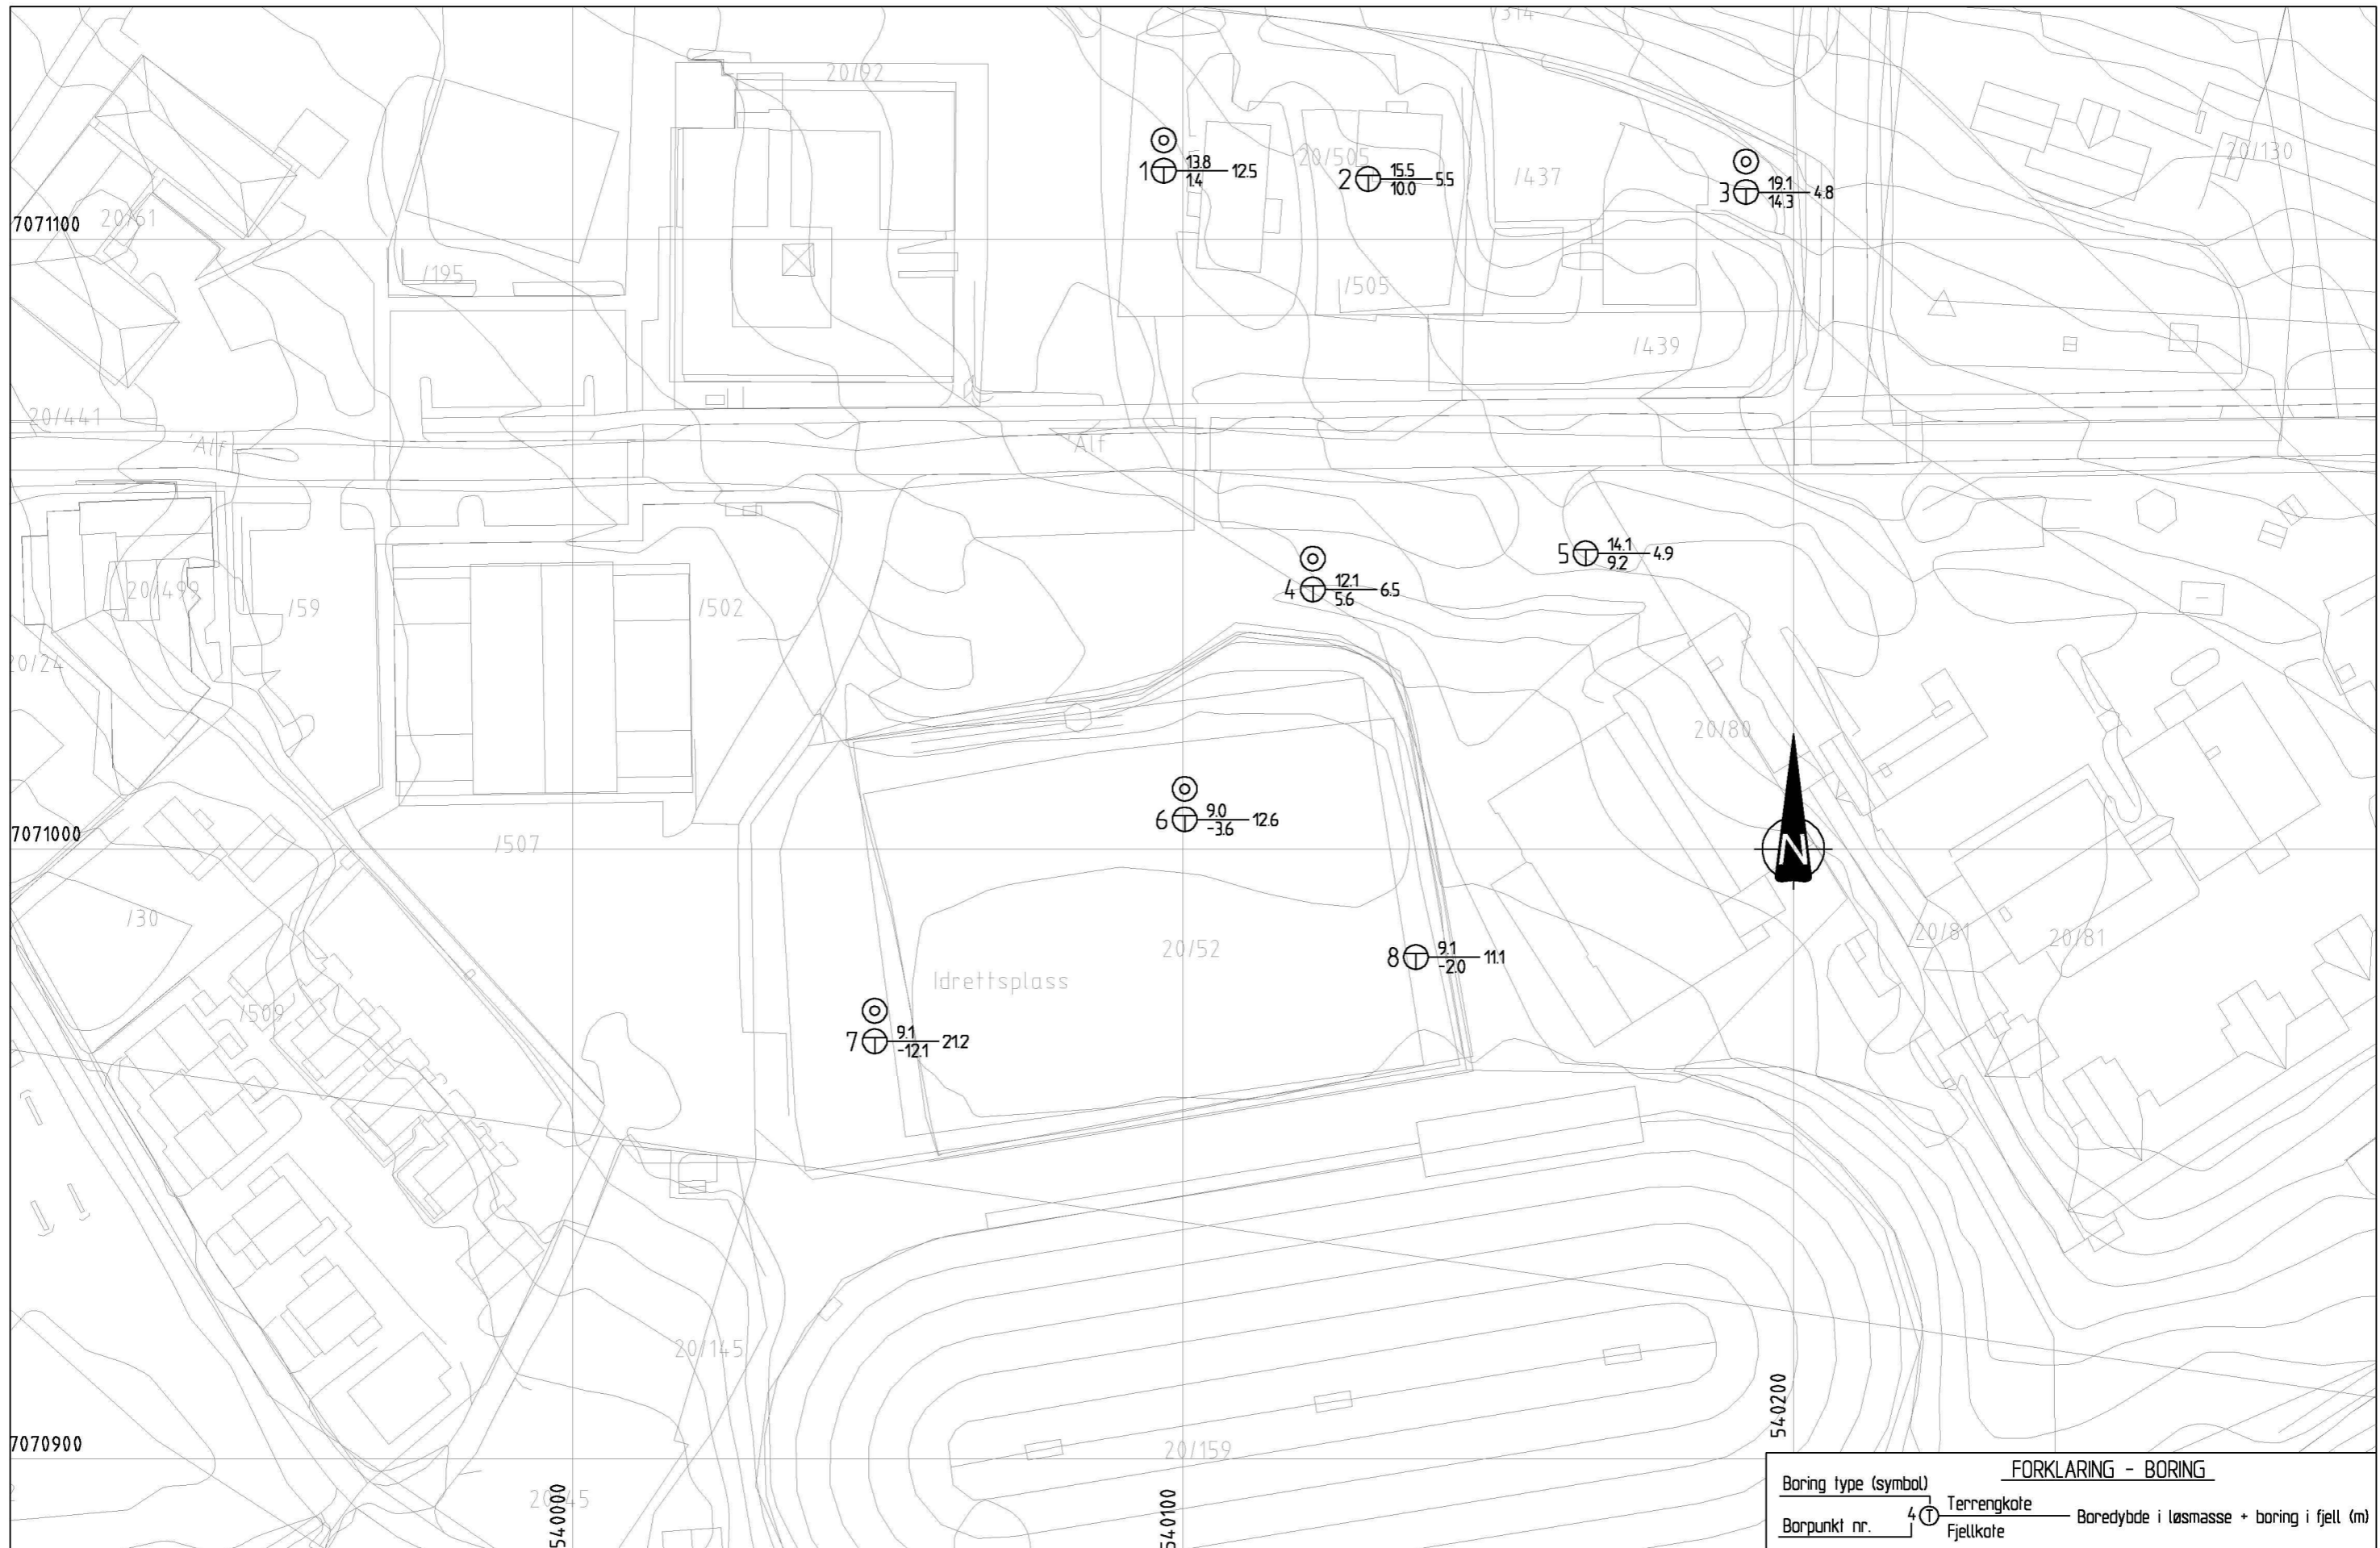 /314
20/92
20/505
20/130
1 13.8 12.5
1.4
2 15.5 5.5
10.0
/437
3 19.1 4.8
14.3
20/61
7071100
/195
/505
/439
20/441
Alf
Alf
5 14.1 4.9
9.2
20/499
/59
/502
4 12.1 6.5
5.6
20/24
20/80
6 9.0 12.6
-3.6
7071000
/507
N
/30
20/52
8 9.1 11.1
-2.0
20/81
20/81
Idrettsplass
/509
7 9.1 21.2
-12.1
20/145
540200
20/159
7070900
540000
540100
FORKLARING - BORING
Boring type (symbol)
4 T Terrengkote
Boredybde i løsmasse + boring i fjell (m)
Borpunkt nr.
Fjellkote